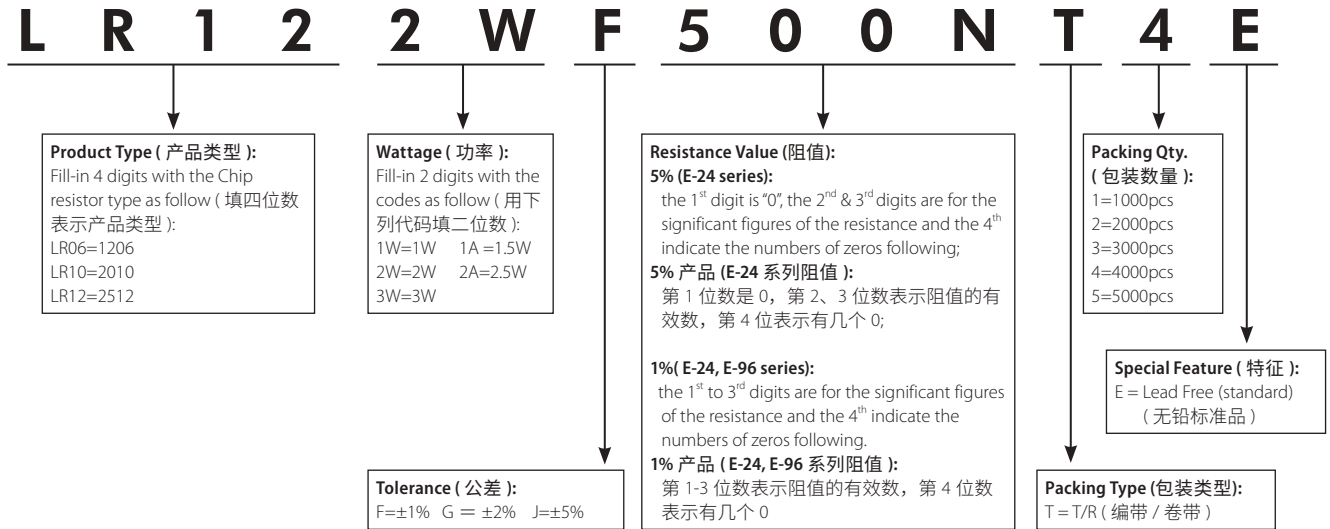 L R 1 2 2 W F 5 0 0 N T 4 E
Product Type ( 产品类型 ):
Fill-in 4 digits with the Chip
resistor type as follow ( 填四位数
表示产品类型 ):
LR06=1206
LR10=2010
LR12=2512
Wattage ( 功率 ):
Fill-in 2 digits with the
codes as follow ( 用下
列代码填二位数 ):
1W=1W 1A =1.5W
2W=2W 2A=2.5W
3W=3W
Tolerance ( 公差 ):
F=±1% G = ±2% J=±5%
Resistance Value (阻值):
5% (E-24 series):
the 1st digit is "0", the 2nd & 3rd digits are for the
significant figures of the resistance and the 4th
indicate the numbers of zeros following;
5% 产品 (E-24 系列阻值 ):
第 1 位数是 0，第 2、3 位数表示阻值的有
效数，第 4 位表示有几个 0;
1%( E-24, E-96 series):
the 1st to 3rd digits are for the significant figures
of the resistance and the 4th indicate the
numbers of zeros following.
1% 产品 ( E-24, E-96 系列阻值 ):
第 1-3 位数表示阻值的有效数，第 4 位数
表示有几个 0
Packing Qty.
( 包装数量 ):
1=1000pcs
2=2000pcs
3=3000pcs
4=4000pcs
5=5000pcs
Special Feature ( 特征 ):
E = Lead Free (standard)
( 无铅标准品 )
Packing Type (包装类型):
T = T/R ( 编带 / 卷带 )